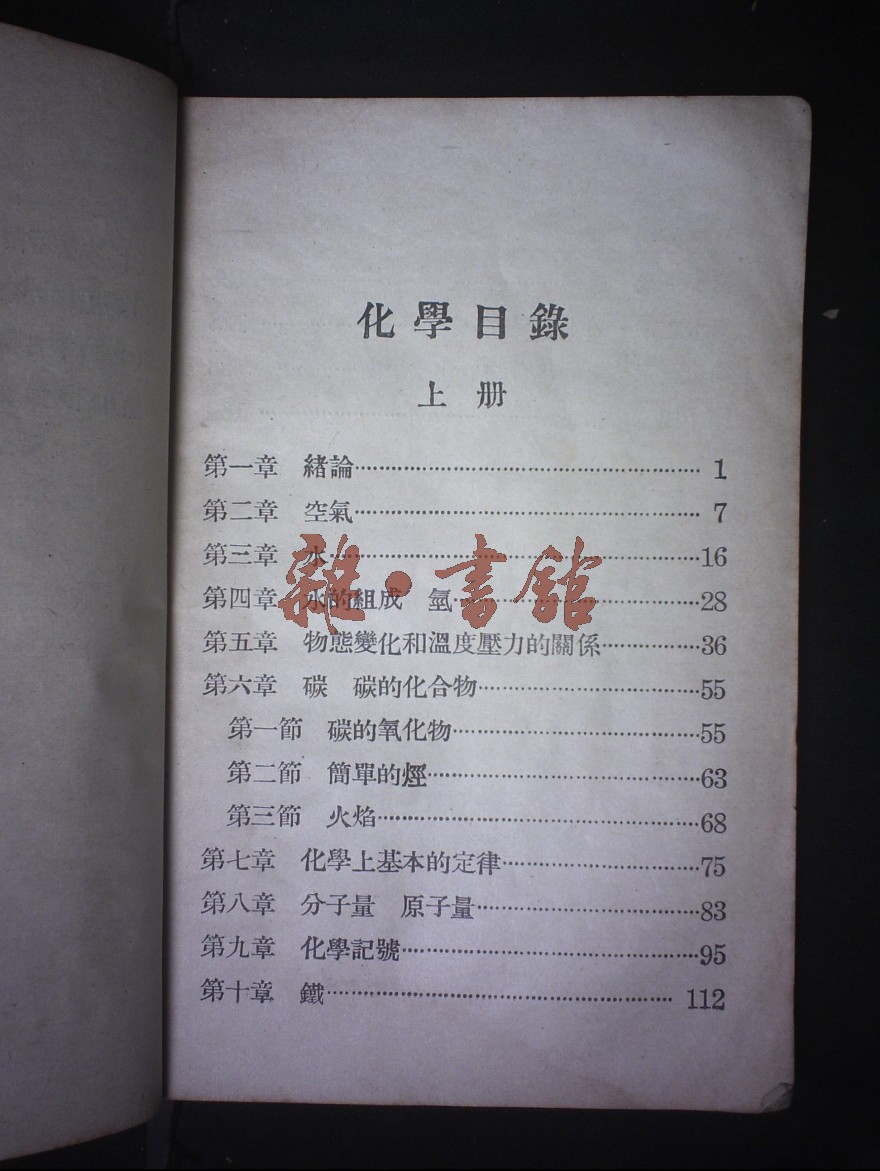 化學目錄
上册
第一章 緒論 1
第二章 空氣 7
第三章 水 16
第四章 水的組成 氫 28
第五章 物態變化和溫度壓力的關係 36
第六章 碳 碳的化合物 55
第一節 碳的氧化物 55
第二節 簡單的烴 63
第三節 火焰 68
第七章 化學上基本的定律 75
第八章 分子量 原子量 83
第九章 化學記號 95
第十章 鐵 112
雜·書館